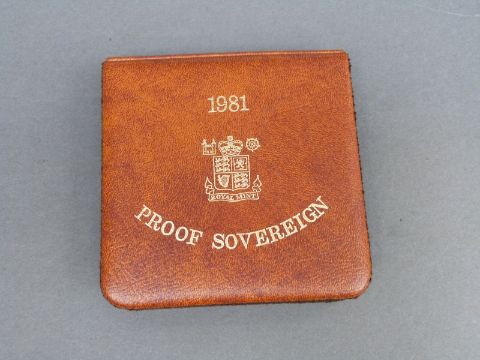 1981
ROYAL MINT
PROOF SOVEREIGN